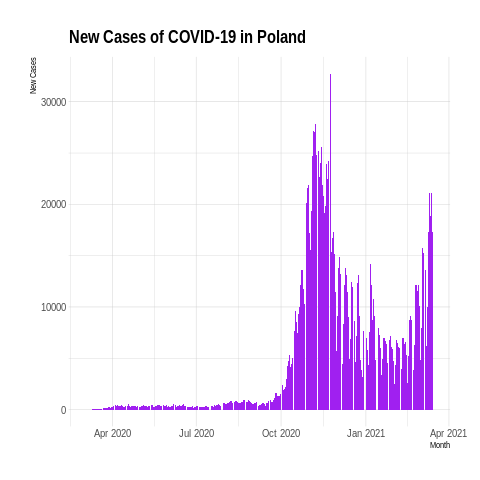 New Cases of COVID-19 in Poland
New Cases
30000
20000
10000
0
Apr 2020 Jul 2020 Oct 2020 Jan 2021 Apr 2021
Month